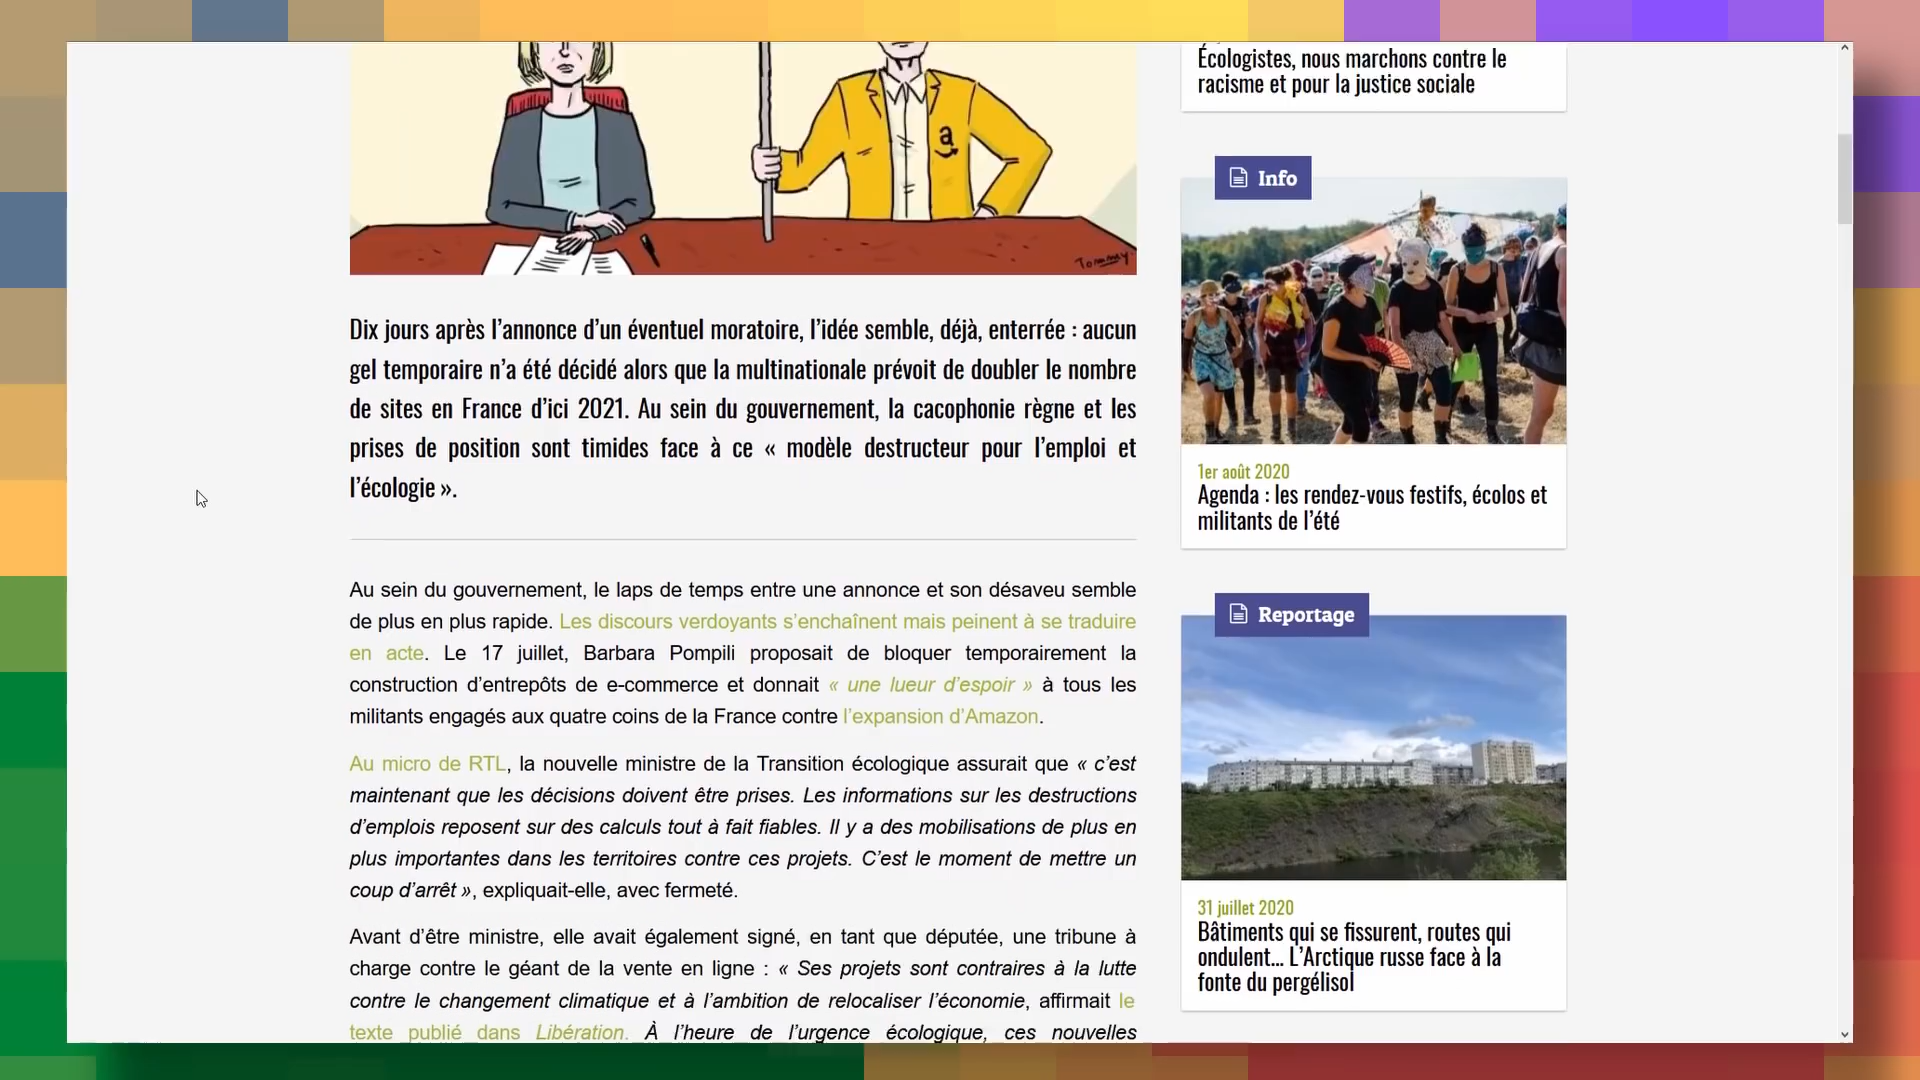 a
Tommy.
Dix jours après l’annonce d’un éventuel moratoire, l’idée semble, déjà, enterrée : aucun
gel temporaire n’a été décidé alors que la multinationale prévoit de doubler le nombre
de sites en France d’ici 2021. Au sein du gouvernement, la cacophonie règne et les
prises de position sont timides face à ce « modèle destructeur pour l’emploi et
l’écologie ».
Au sein du gouvernement, le laps de temps entre une annonce et son désaveu semble
de plus en plus rapide. Les discours verdoyants s’enchaînent mais peinent à se traduire
en acte. Le 17 juillet, Barbara Pompili proposait de bloquer temporairement la
construction d’entrepôts de e-commerce et donnait « une lueur d’espoir » à tous les
militants engagés aux quatre coins de la France contre l’expansion d’Amazon.
Au micro de RTL, la nouvelle ministre de la Transition écologique assurait que « c’est
maintenant que les décisions doivent être prises. Les informations sur les destructions
d’emplois reposent sur des calculs tout à fait fiables. Il y a des mobilisations de plus en
plus importantes dans les territoires contre ces projets. C’est le moment de mettre un
coup d’arrêt », expliquait-elle, avec fermeté.
Avant d’être ministre, elle avait également signé, en tant que députée, une tribune à
charge contre le géant de la vente en ligne : « Ses projets sont contraires à la lutte
contre le changement climatique et à l’ambition de relocaliser l’économie, affirmait le
texte publié dans Libération. À l’heure de l’urgence écologique, ces nouvelles
Écologistes, nous marchons contre le
racisme et pour la justice sociale
Info
1er août 2020
Agenda : les rendez-vous festifs, écolos et
militants de l’été
Reportage
31 juillet 2020
Bâtiments qui se fissurent, routes qui
ondulent... L’Arctique russe face à la
fonte du pergélisol